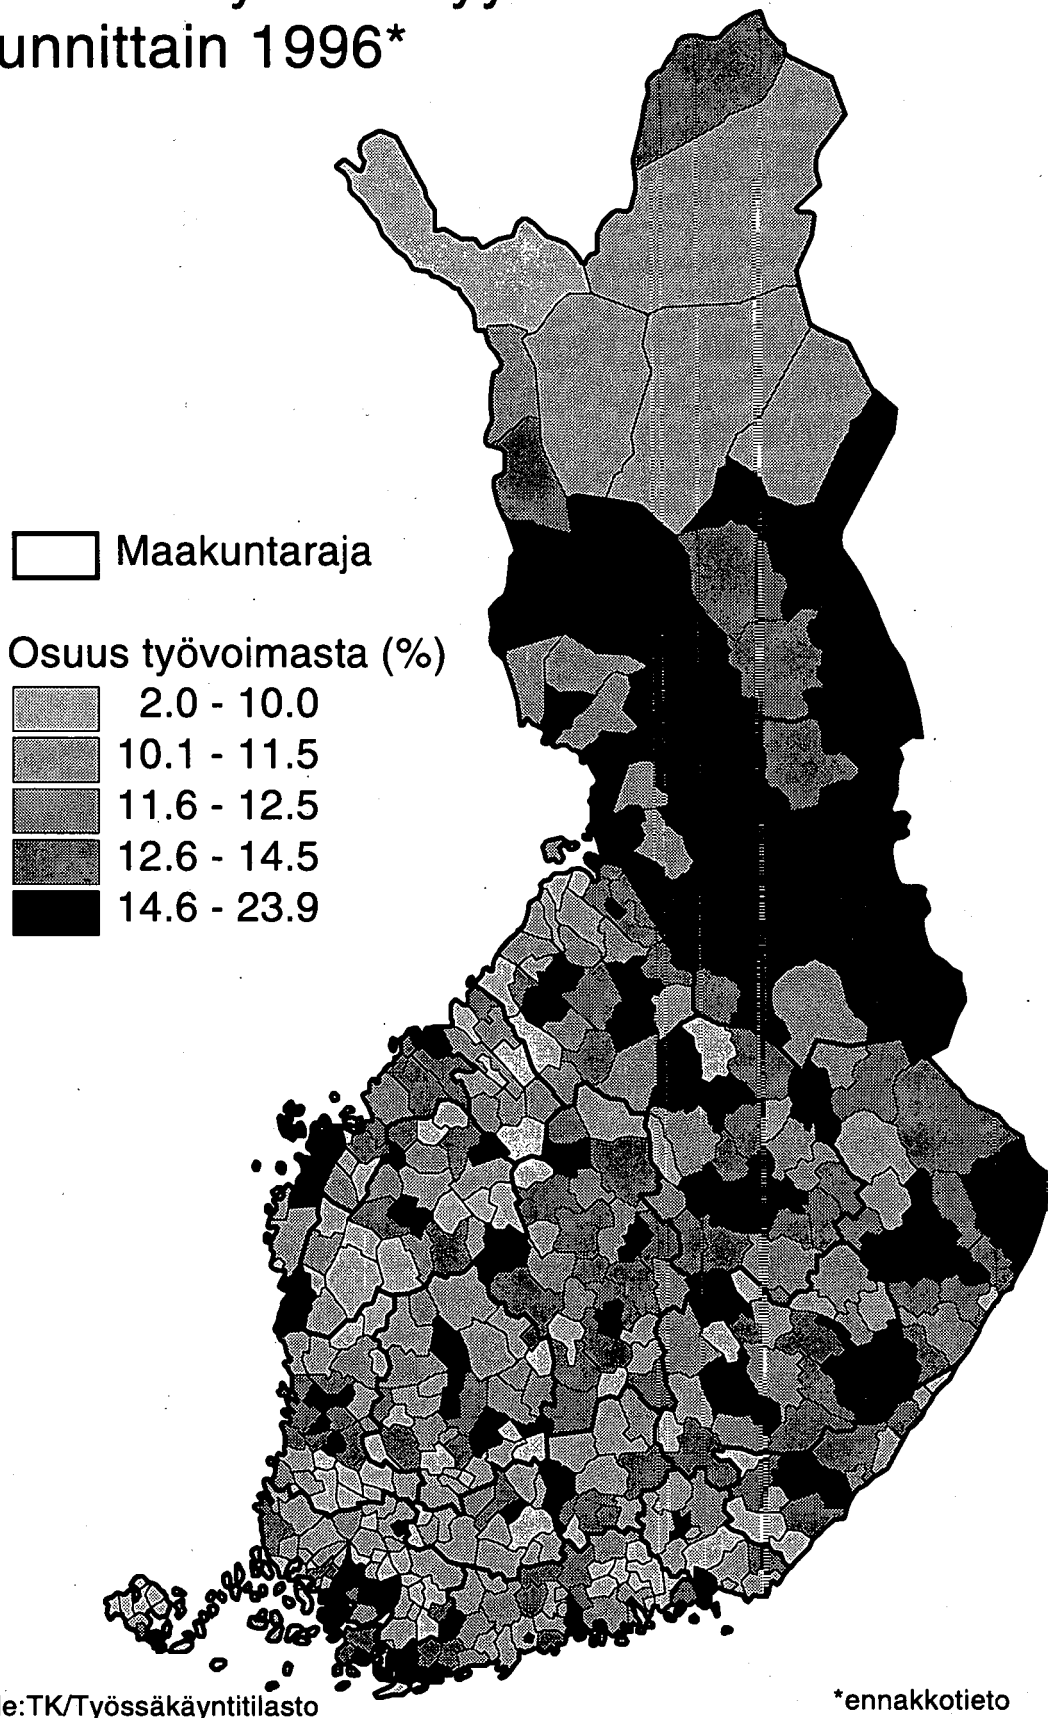 unnittain 1996*
Maakuntaraja
Osuus työvoimasta (%)
2.0 - 10.0
10.1 - 11.5
11.6 - 12.5
12.6 - 14.5
14.6 - 23.9
de:TK/Työssäkäyntitilasto
*ennakkotieto